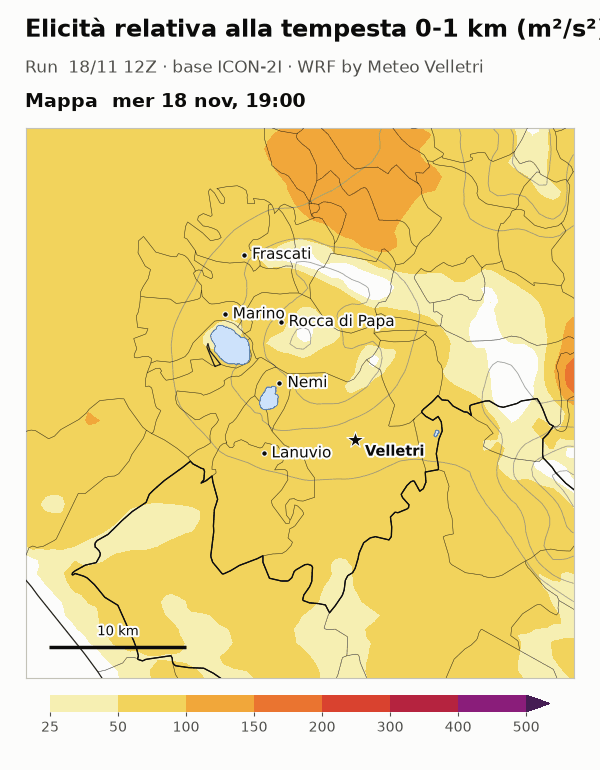 Elicità relativa alla tempesta 0-1 km (m²/s²)
Run 18/11 12Z · base ICON-2I · WRF by Meteo Velletri
Mappa mer 18 nov, 19:00
Frascati
Marino
Rocca di Papa
Nemi
Lanuvio
Velletri
10 km
25 50 100 150 200 300 400 500